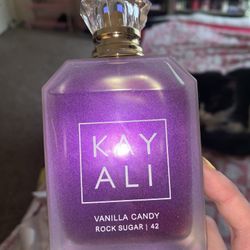 KAY
ALI
VANILLA CANDY
ROCK SUGAR | 42